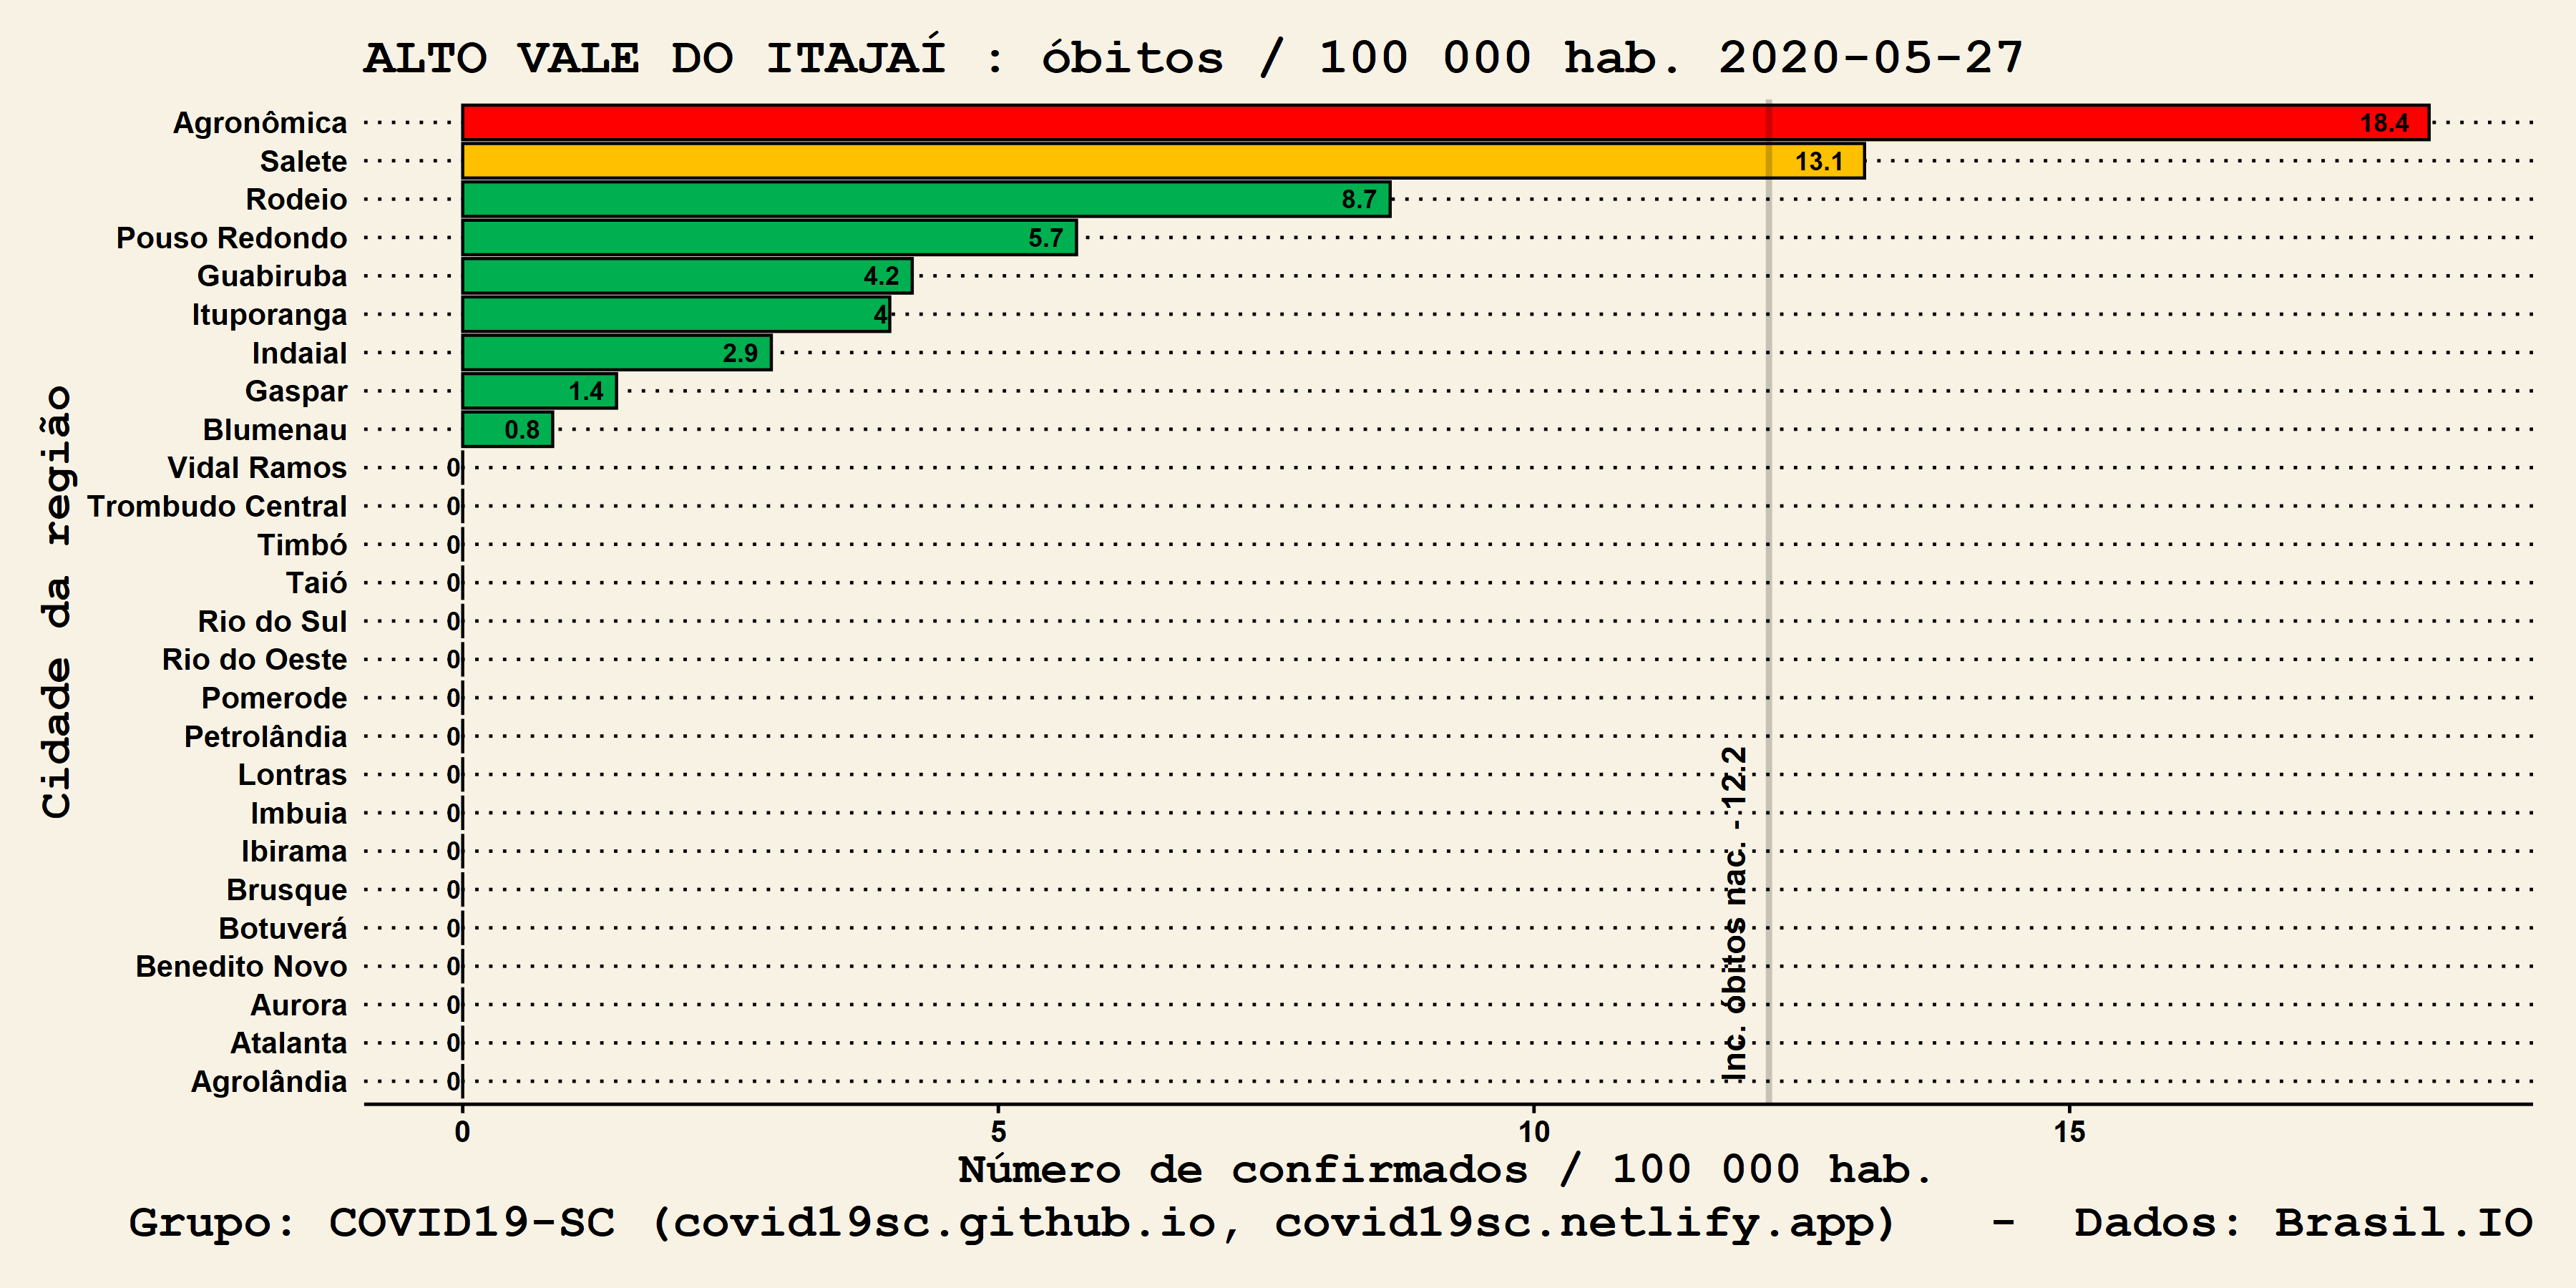 ALTO VALE DO ITAJAÍ : óbitos / 100 000 hab. 2020-05-27
Cidade da região
Agronômica 18.4
Salete 13.1
Rodeio 8.7
Pouso Redondo 5.7
Guabiruba 4.2
Ituporanga 4
Indaial 2.9
Gaspar 1.4
Blumenau 0.8
Vidal Ramos 0
Trombudo Central 0
Timbó 0
Taió 0
Rio do Sul 0
Rio do Oeste 0
Pomerode 0
Petrolândia 0
Lontras 0
Imbuia 0
Ibirama 0
Brusque 0
Botuverá 0
Benedito Novo 0
Aurora 0
Atalanta 0
Agrolândia 0
Inc. óbitos nac. - 12.2
0 5 10 15
Número de confirmados / 100 000 hab.
Grupo: COVID19-SC (covid19sc.github.io, covid19sc.netlify.app) - Dados: Brasil.IO